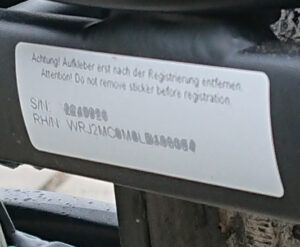 Achtung! Aufkleber erst nach der Registrierung entfernen.
Attention! Do not remove sticker before registration.
S/N:
RH/N: